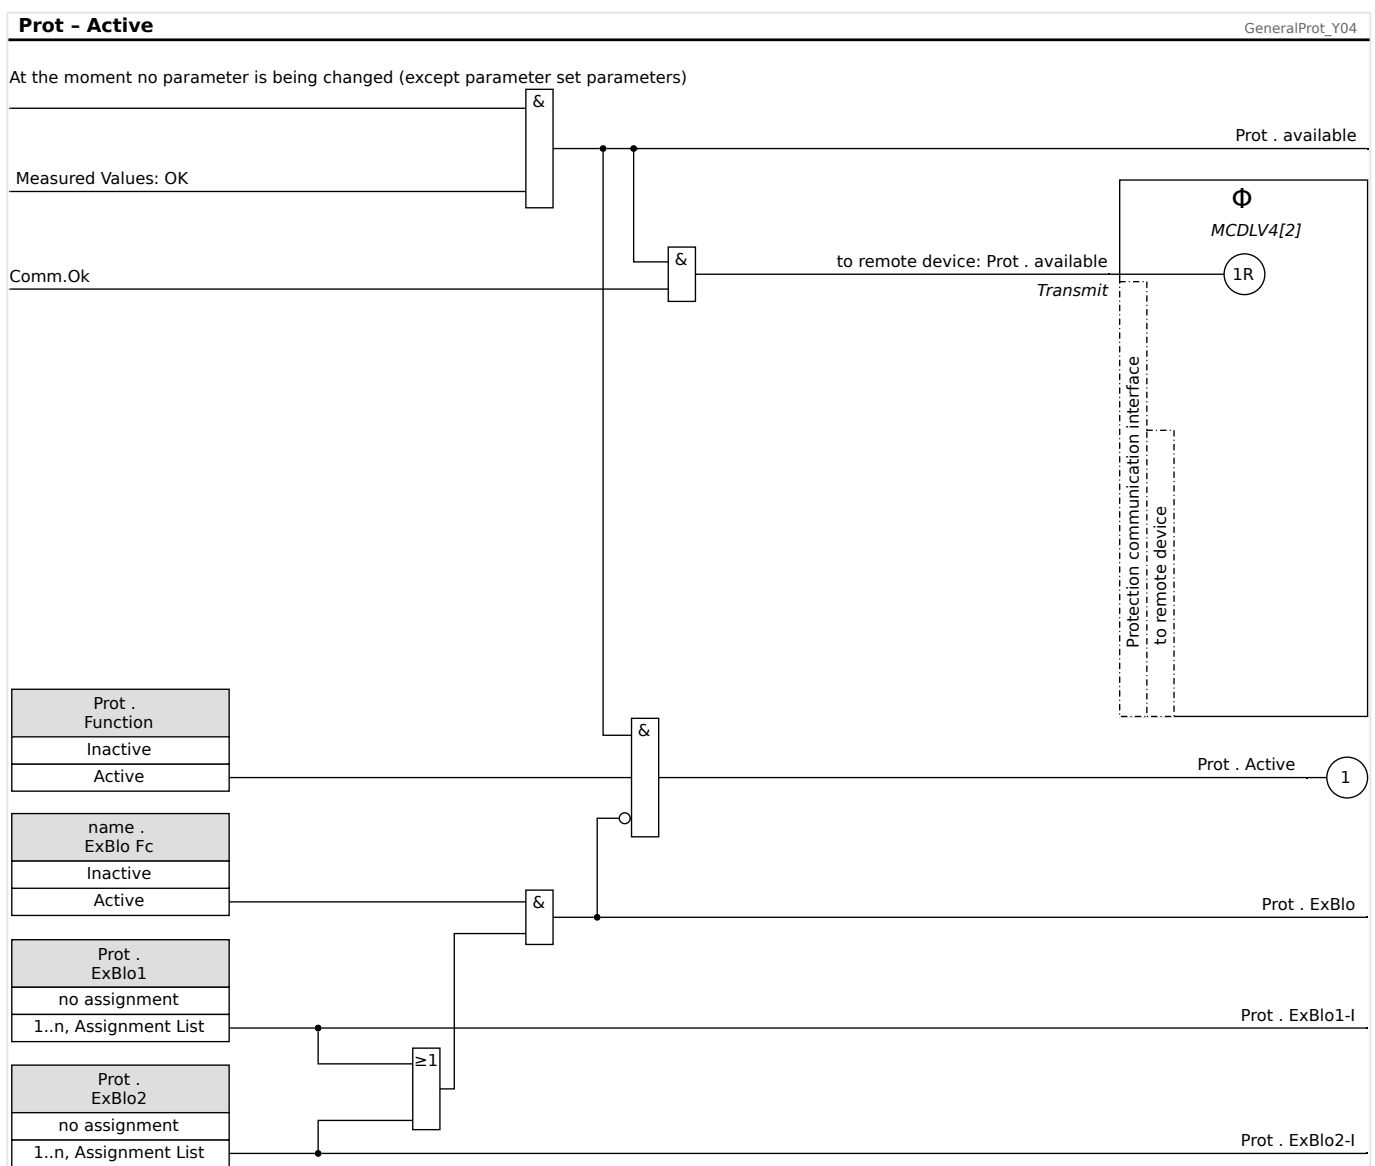 Prot – Active
GeneralProt_Y04
At the moment no parameter is being changed (except parameter set parameters)
&
Prot . available
Measured Values: OK
Φ
MCDLV4[2]
&
to remote device: Prot . available
1R
Comm.Ok
Transmit
Protection communication interface
to remote device
Prot .
Function
&
Inactive
Active
Prot . Active
1
name .
ExBlo Fc
Inactive
Active
&
Prot . ExBlo
Prot .
ExBlo1
no assignment
1..n, Assignment List
Prot . ExBlo1-I
≥1
Prot .
ExBlo2
no assignment
1..n, Assignment List
Prot . ExBlo2-I